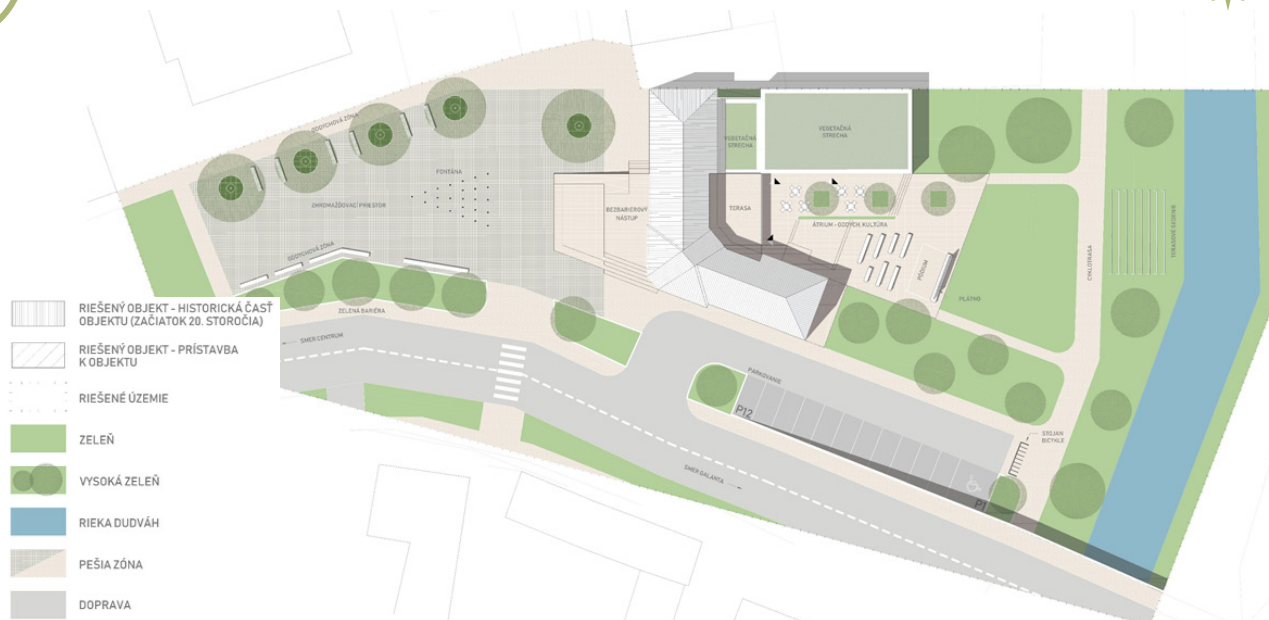 ODDYCHOVÁ ZÓNA
FONTÁNA
ZHROMAŽĎOVACÍ PRIESTOR
ODDYCHOVÁ ZÓNA
ZELENÁ BARIÉRA
SMER CENTRUM
BEZBARIÉROVÝ
NÁSTUP
VEGETAČNÁ
STRECHA
VEGETAČNÁ
STRECHA
TERASA
ÁTRIUM - ODDYCH, KULTÚRA
PÓDIUM
PLÁTNO
CYKLOTRASA
TERASOVÉ SEDENIE
PARKOVANIE
P12
P1
STOJAN
BICYKLE
SMER GALANTA
RIEŠENÝ OBJEKT - HISTORICKÁ ČASŤ
OBJEKTU (ZAČIATOK 20. STOROČIA)
RIEŠENÝ OBJEKT - PRÍSTAVBA
K OBJEKTU
RIEŠENÉ ÚZEMIE
ZELEŇ
VYSOKÁ ZELEŇ
RIEKA DUDVÁH
PEŠIA ZÓNA
DOPRAVA